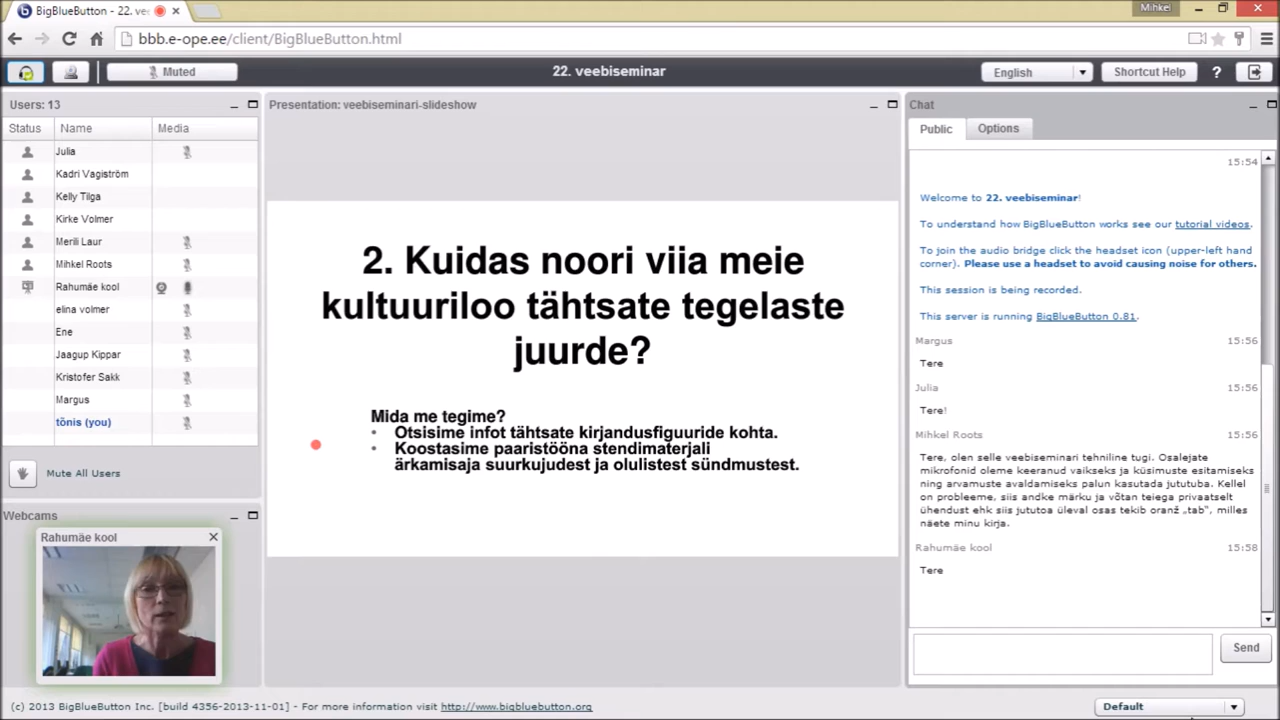 BigBlueButton - 22. ve
Mihkel
bbb.e-ope.ee/client/BigBlueButton.html
Muted
22. veebiseminar
English
Shortcut Help
?
Users: 13
Status Name Media
Julia
Kadri Vagiström
Kelly Tilga
Kirke Volmer
Merili Laur
Mihkel Roots
Rahumäe kool
elina volmer
Ene
Jaagup Kippar
Kristofer Sakk
Margus
tõnis (you)
Mute All Users
Webcams
Rahumäe kool
Presentation: veebiseminari-slideshow
2. Kuidas noori viia meie
kultuuriloo tähtsate tegelaste
juurde?
Mida me tegime?
• Otsisime infot tähtsate kirjandusfiguuride kohta.
• Koostasime paaristööna stendimaterjali
ärkamisaja suurkujudest ja olulistest sündmustest.
Chat
Public Options
15:54
Welcome to 22. veebiseminar!
To understand how BigBlueButton works see our tutorial videos.
To join the audio bridge click the headset icon (upper-left hand
corner). Please use a headset to avoid causing noise for others.
This session is being recorded.
This server is running BigBlueButton 0.81.
Margus 15:56
Tere
Julia 15:56
Tere!
Mihkel Roots 15:56
Tere, olen selle veebiseminari tehniline tugi. Osalejate
mikrofonid oleme keeranud vaikseks ja küsimuste esitamiseks
ning arvamuste avaldamiseks palun kasutada jututuba. Kellel
on probleeme, siis andke märku ja võtan teiega privaatselt
ühendust ehk siis jututoa üleval osas tekib oranž „tab", milles
näete minu kirja.
Rahumäe kool 15:58
Tere
Send
(c) 2013 BigBlueButton Inc. [build 4356-2013-11-01] - For more information visit http://www.bigbluebutton.org
Default